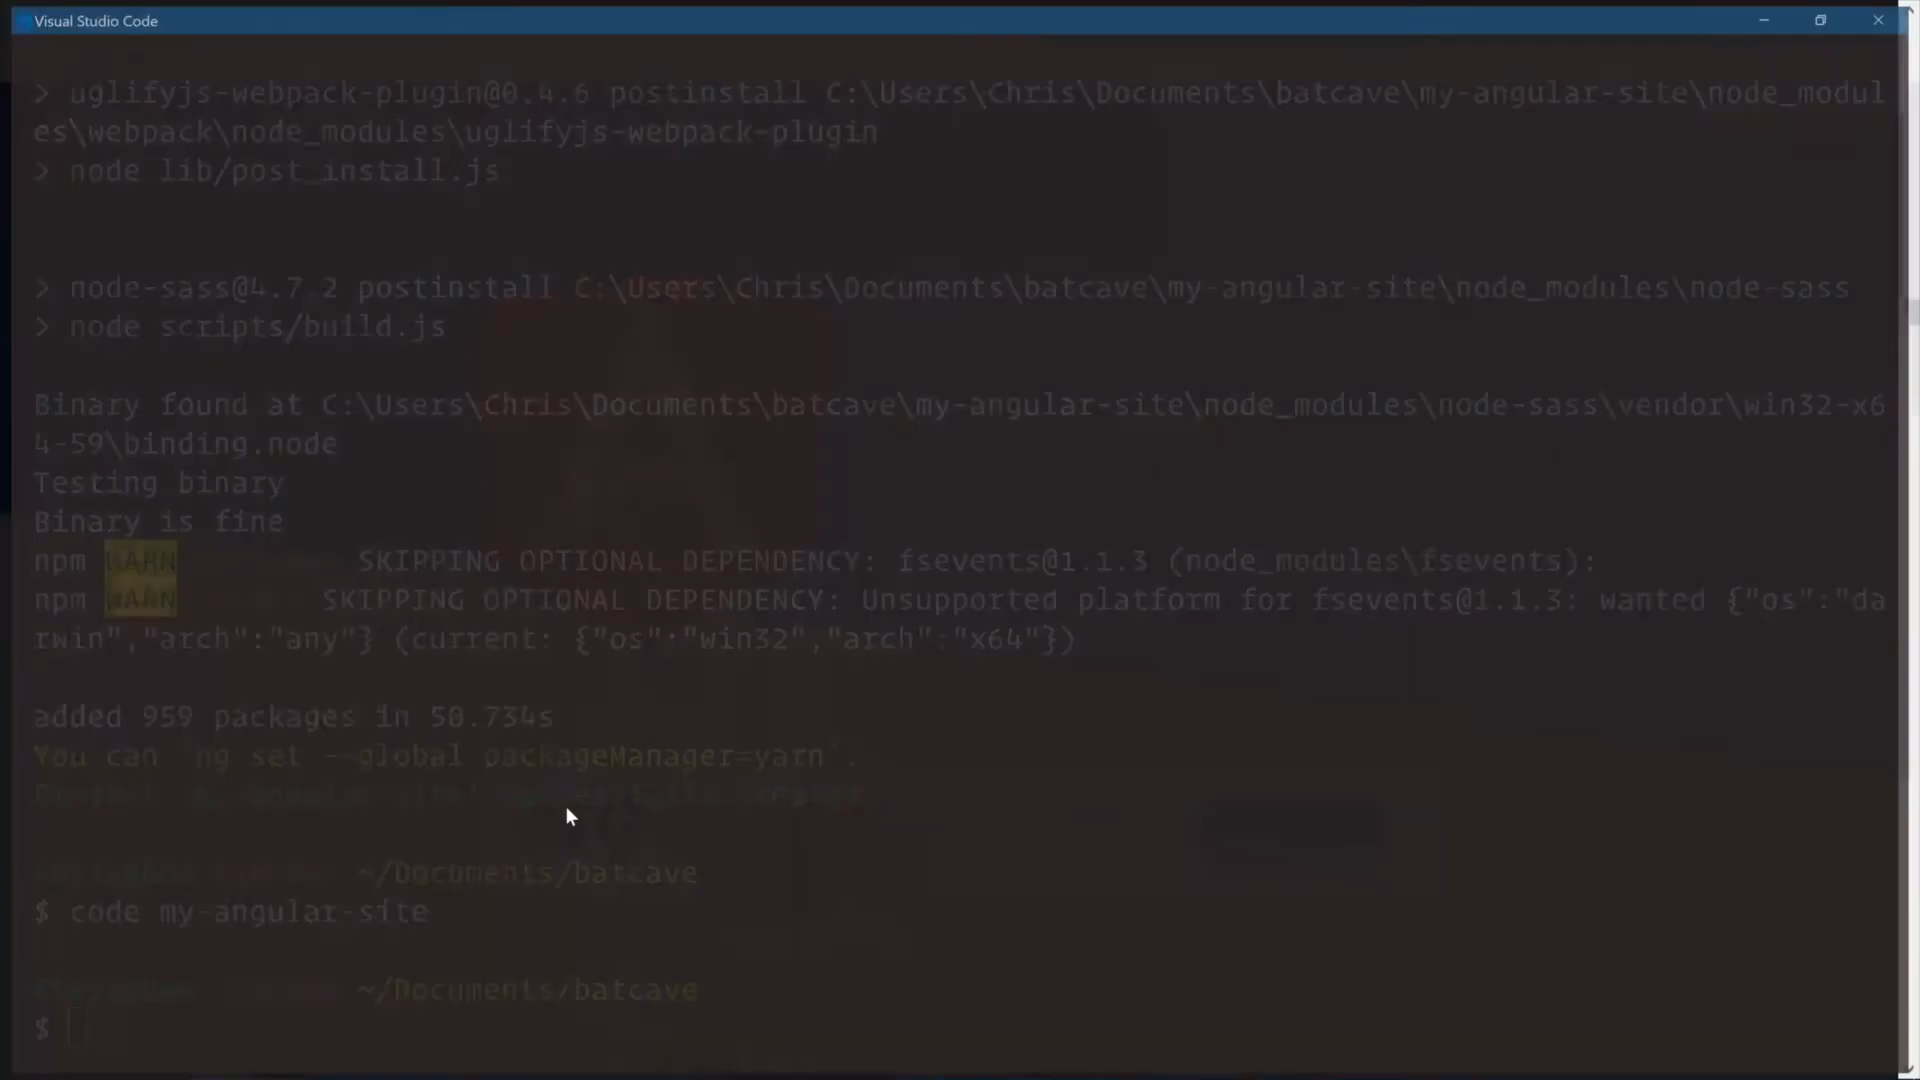 Visual Studio Code
> uglifyjs-webpack-plugin@0.4.6 postinstall C:\Users\Chris\Documents\batcave\my-angular-site\node_modul
es\webpack\node_modules\uglifyjs-webpack-plugin
> node lib/post_install.js
> node-sass@4.7.2 postinstall C:\Users\Chris\Documents\batcave\my-angular-site\node_modules\node-sass
> node scripts/build.js
Binary found at C:\Users\Chris\Documents\batcave\my-angular-site\node_modules\node-sass\vendor\win32-x6
4-59\binding.node
Testing binary
Binary is fine
npm WARN SKIPPING OPTIONAL DEPENDENCY: fsevents@1.1.3 (node_modules\fsevents):
npm WARN SKIPPING OPTIONAL DEPENDENCY: Unsupported platform for fsevents@1.1.3: wanted {"os":"da
rwin","arch":"any"} (current: {"os":"win32","arch":"x64"})
added 959 packages in 50.734s
You can `ng set --global packageManager=yarn`.
~/Documents/batcave
$ code my-angular-site
~/Documents/batcave
$